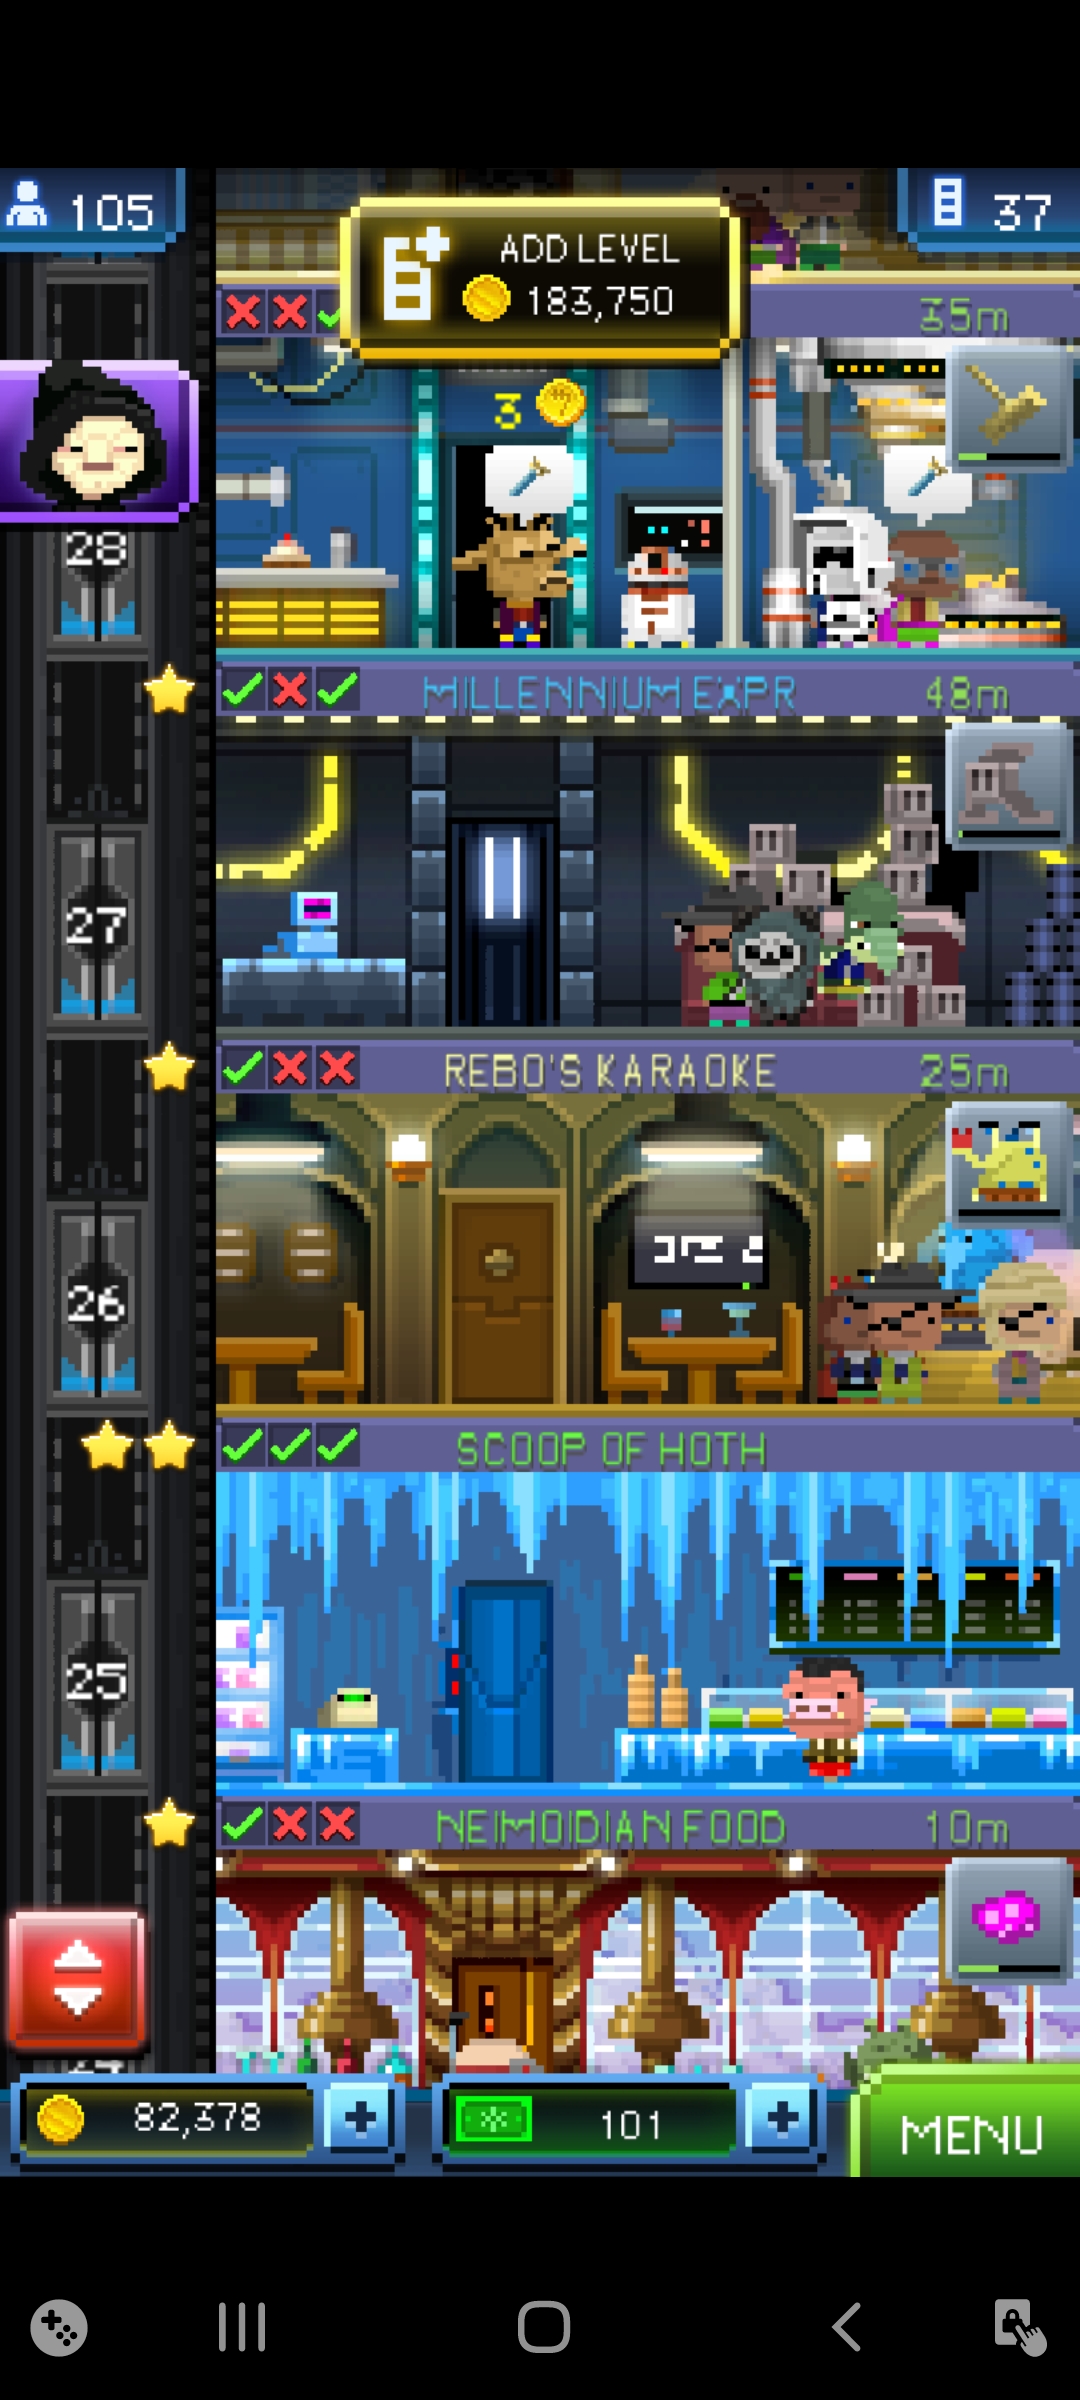 105
ADD LEVEL
183,750
37
35m
3
28
MILLENNIUM EXPR
48m
27
REBO'S KARAOKE
25m
26
SCOOP OF HOTH
25
NEIMOIDIAN FOOD
10m
82,378
101
MENU